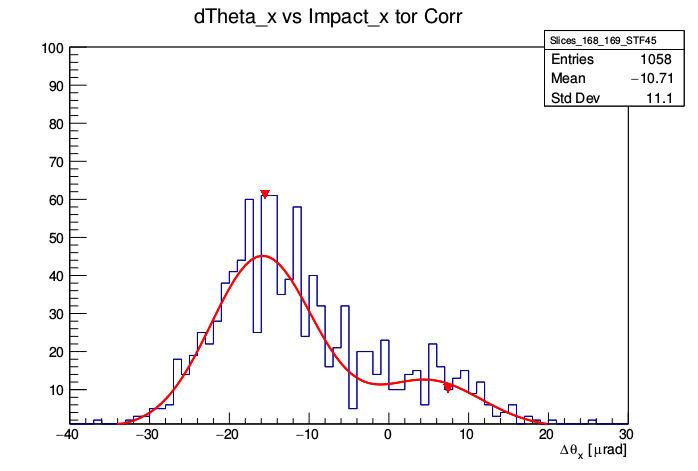 dTheta_x vs Impact_x tor Corr
Slices_168_169_STF45
Entries 1058
Mean −10.71
Std Dev 11.1
100
90
80
70
60
50
40
30
20
10
−40 −30 −20 −10 0 10 20 30
Δθx [μrad]